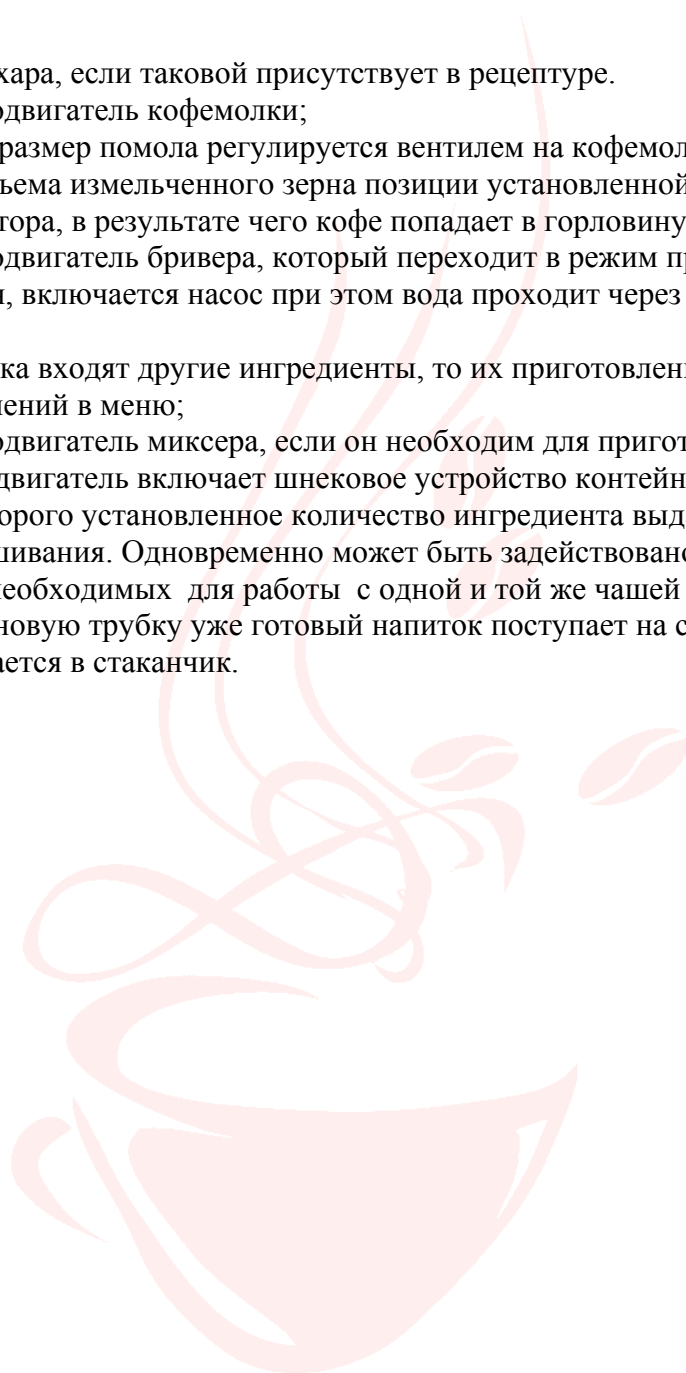 хара, если таковой присутствует в рецептуре.
одвигатель кофемолки;
размер помола регулируется вентилем на кофемол
ъема измельченного зерна позиции установленной
тора, в результате чего кофе попадает в горловину
одвигатель бривера, который переходит в режим пр
и, включается насос при этом вода проходит через
ка входят другие ингредиенты, то их приготовлени
лений в меню;
одвигатель миксера, если он необходим для пригот
двигатель включает шнековое устройство контейн
торого установленное количество ингредиента выд
шивания. Одновременно может быть задействовано
необходимых для работы с одной и той же чашей
новую трубку уже готовый напиток поступает на с
ается в стаканчик.